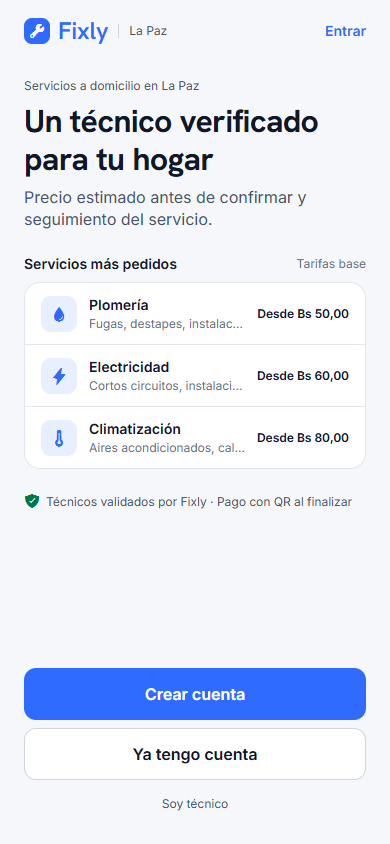 Fixly
La Paz
Entrar
Servicios a domicilio en La Paz
Un técnico verificado
para tu hogar
Precio estimado antes de confirmar y
seguimiento del servicio.
Servicios más pedidos
Tarifas base
Plomería
Fugas, destapes, instalac...
Desde Bs 50,00
Electricidad
Cortos circuitos, instalaci...
Desde Bs 60,00
Climatización
Aires acondicionados, cal...
Desde Bs 80,00
Técnicos validados por Fixly · Pago con QR al finalizar
Crear cuenta
Ya tengo cuenta
Soy técnico